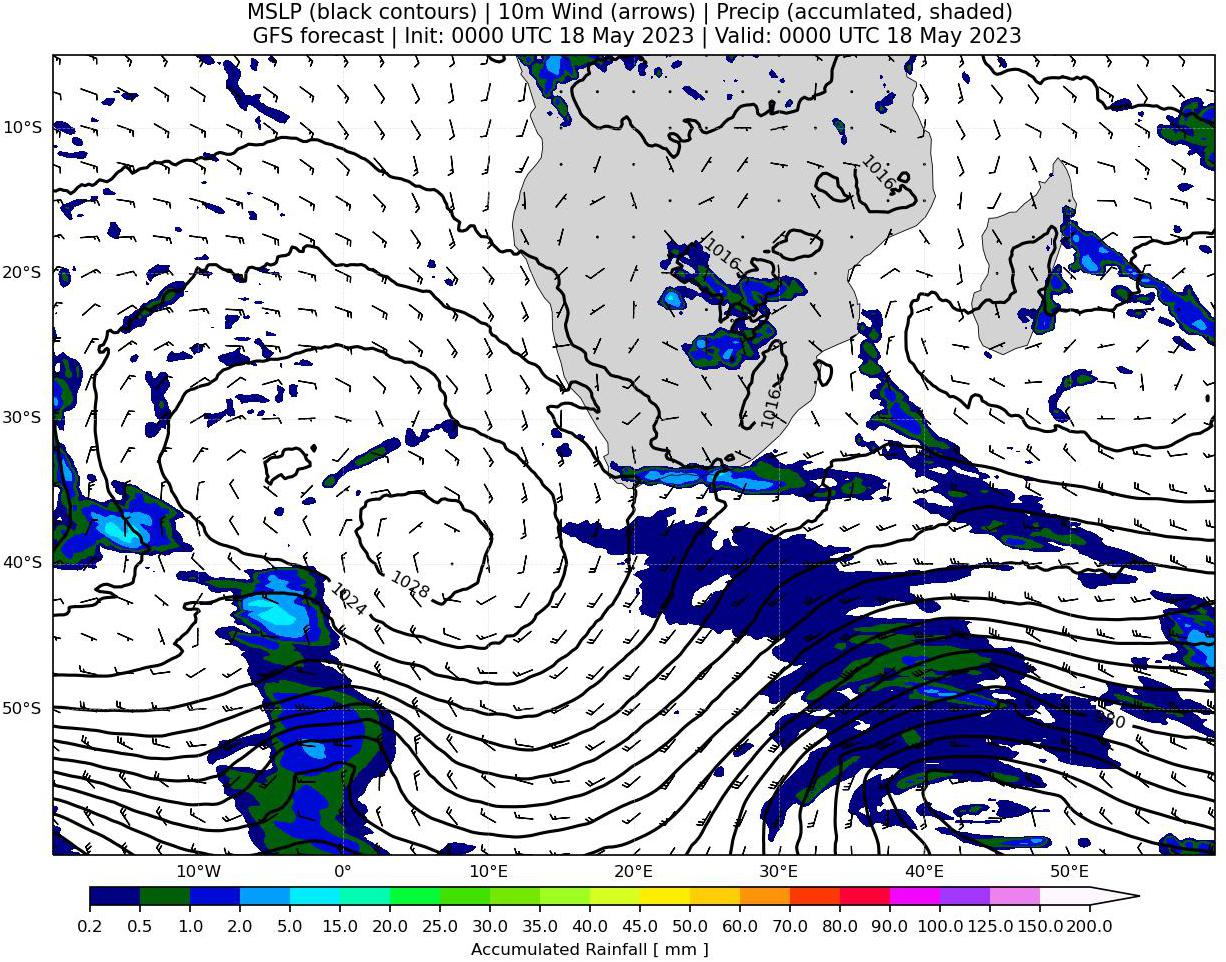 MSLP (black contours) | 10m Wind (arrows) | Precip (accumlated, shaded)
GFS forecast | Init: 0000 UTC 18 May 2023 | Valid: 0000 UTC 18 May 2023
10°S
1016
1016
20°S
1016
30°S
40°S
1024
1028
50°S
10°W 0° 10°E 20°E 30°E 40°E 50°E
0.2 0.5 1.0 2.0 5.0 10.0 15.0 20.0 25.0 30.0 35.0 40.0 45.0 50.0 60.0 70.0 80.0 90.0 100.0 125.0 150.0 200.0
Accumulated Rainfall [ mm ]